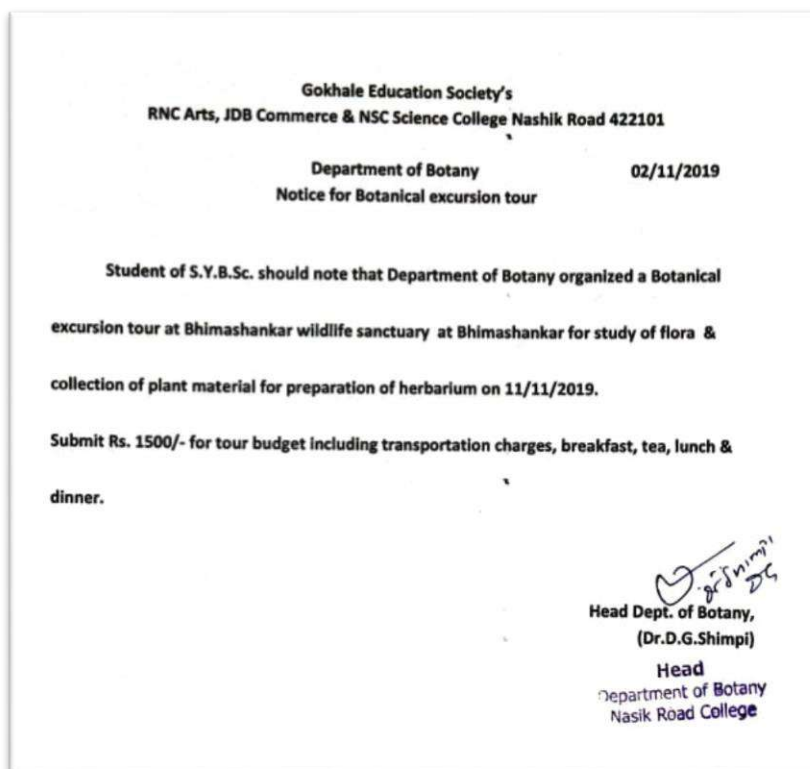 Gokhale Education Society's
RNC Arts, JDB Commerce & NSC Science College Nashik Road 422101
Department of Botany 02/11/2019
Notice for Botanical excursion tour
Student of S.Y.B.Sc. should note that Department of Botany organized a Botanical
excursion tour at Bhimashankar wildlife sanctuary at Bhimashankar for study of flora &
collection of plant material for preparation of herbarium on 11/11/2019.
Submit Rs. 1500/- for tour budget including transportation charges, breakfast, tea, lunch &
dinner.
Dr Shimpi
DG
Head Dept. of Botany,
(Dr.D.G.Shimpi)
Head
Department of Botany
Nasik Road College